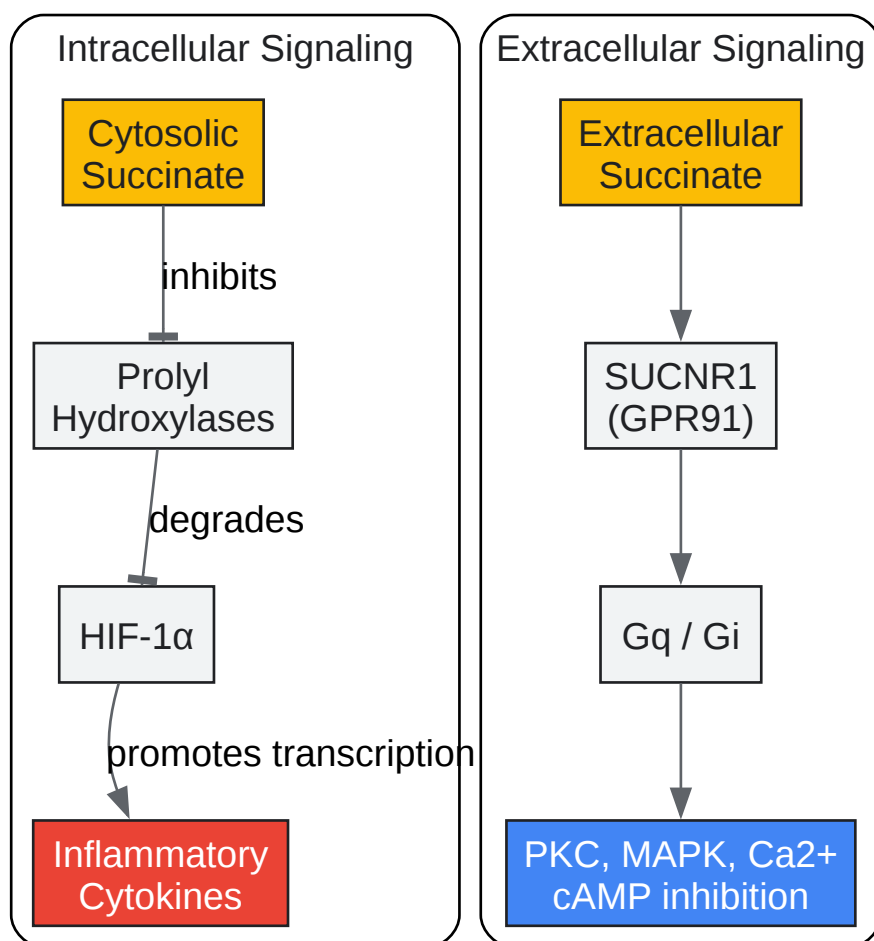 Intracellular Signaling
Cytosolic
Succinate
inhibits
Prolyl
Hydroxylases
degrades
HIF-1α
promotes transcription
Inflammatory
Cytokines
Extracellular Signaling
Extracellular
Succinate
SUCNR1
(GPR91)
Gq / Gi
PKC, MAPK, Ca2+
cAMP inhibition